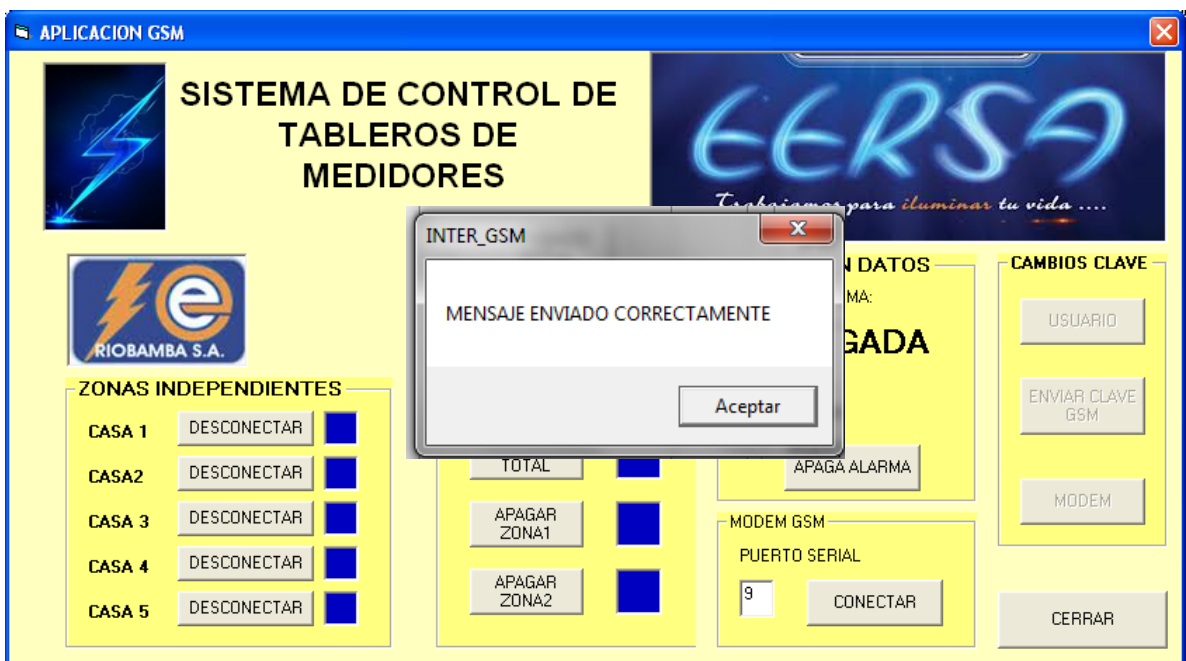 APLICACION GSM
SISTEMA DE CONTROL DE
TABLEROS DE
MEDIDORES
EERSA
Trabajamos para iluminar tu vida ....
INTER_GSM
MENSAJE ENVIADO CORRECTAMENTE
Aceptar
e
RIOBAMBA S.A.
ZONAS INDEPENDIENTES
CASA 1 DESCONECTAR
CASA2 DESCONECTAR
CASA 3 DESCONECTAR
CASA 4 DESCONECTAR
CASA 5 DESCONECTAR
TOTAL
APAGAR
ZONA1
APAGAR
ZONA2
DATOS
MA:
GADA
APAGA ALARMA
MODEM GSM
PUERTO SERIAL
9 CONECTAR
CAMBIOS CLAVE
USUARIO
ENVIAR CLAVE
GSM
MODEM
CERRAR